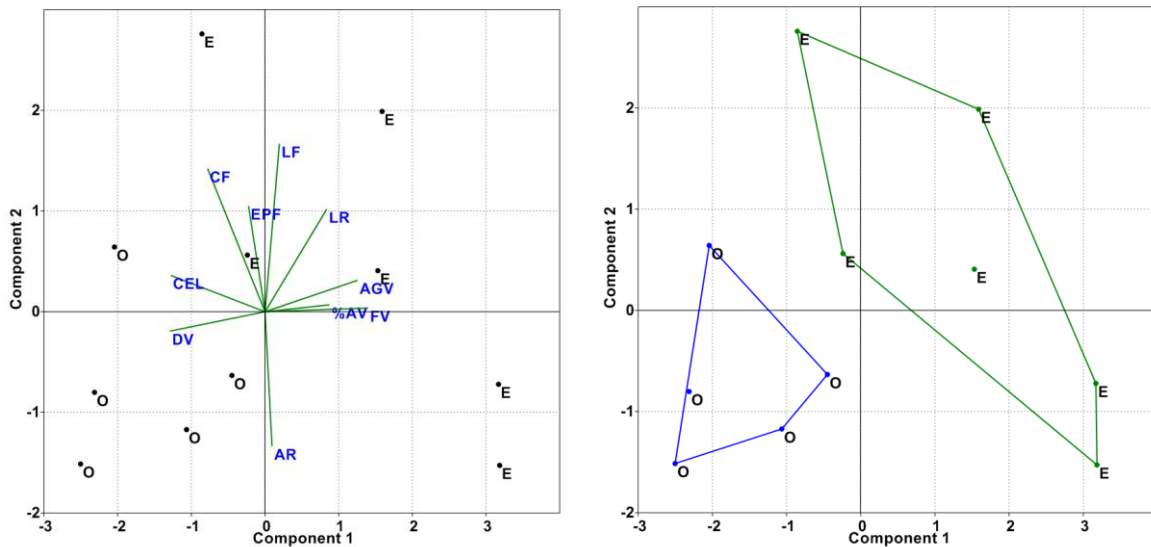 E
E
2
LF
CF
EPF
LR
1
O
E
E
CEL
AGV
%AV
FV
0
DV
O
E
O
O
-1
AR
O
E
-2
-3
-2
-1
0
1
2
3
Component 1
Component 2
3
E
2
E
1
O
E
E
0
O
E
O
O
-1
O
E
-2
-3
-2
-1
0
1
2
3
Component 1
Component 2